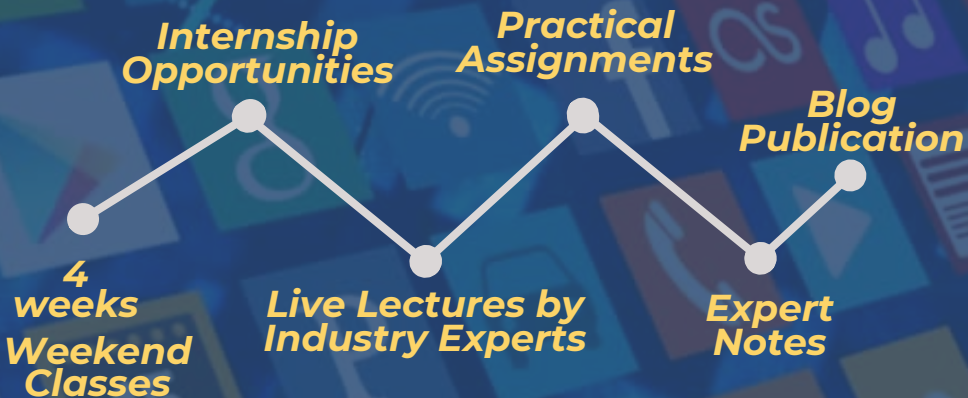 4
weeks
Weekend
Classes
Internship
Opportunities
Live Lectures by
Industry Experts
Practical
Assignments
Expert
Notes
Blog
Publication